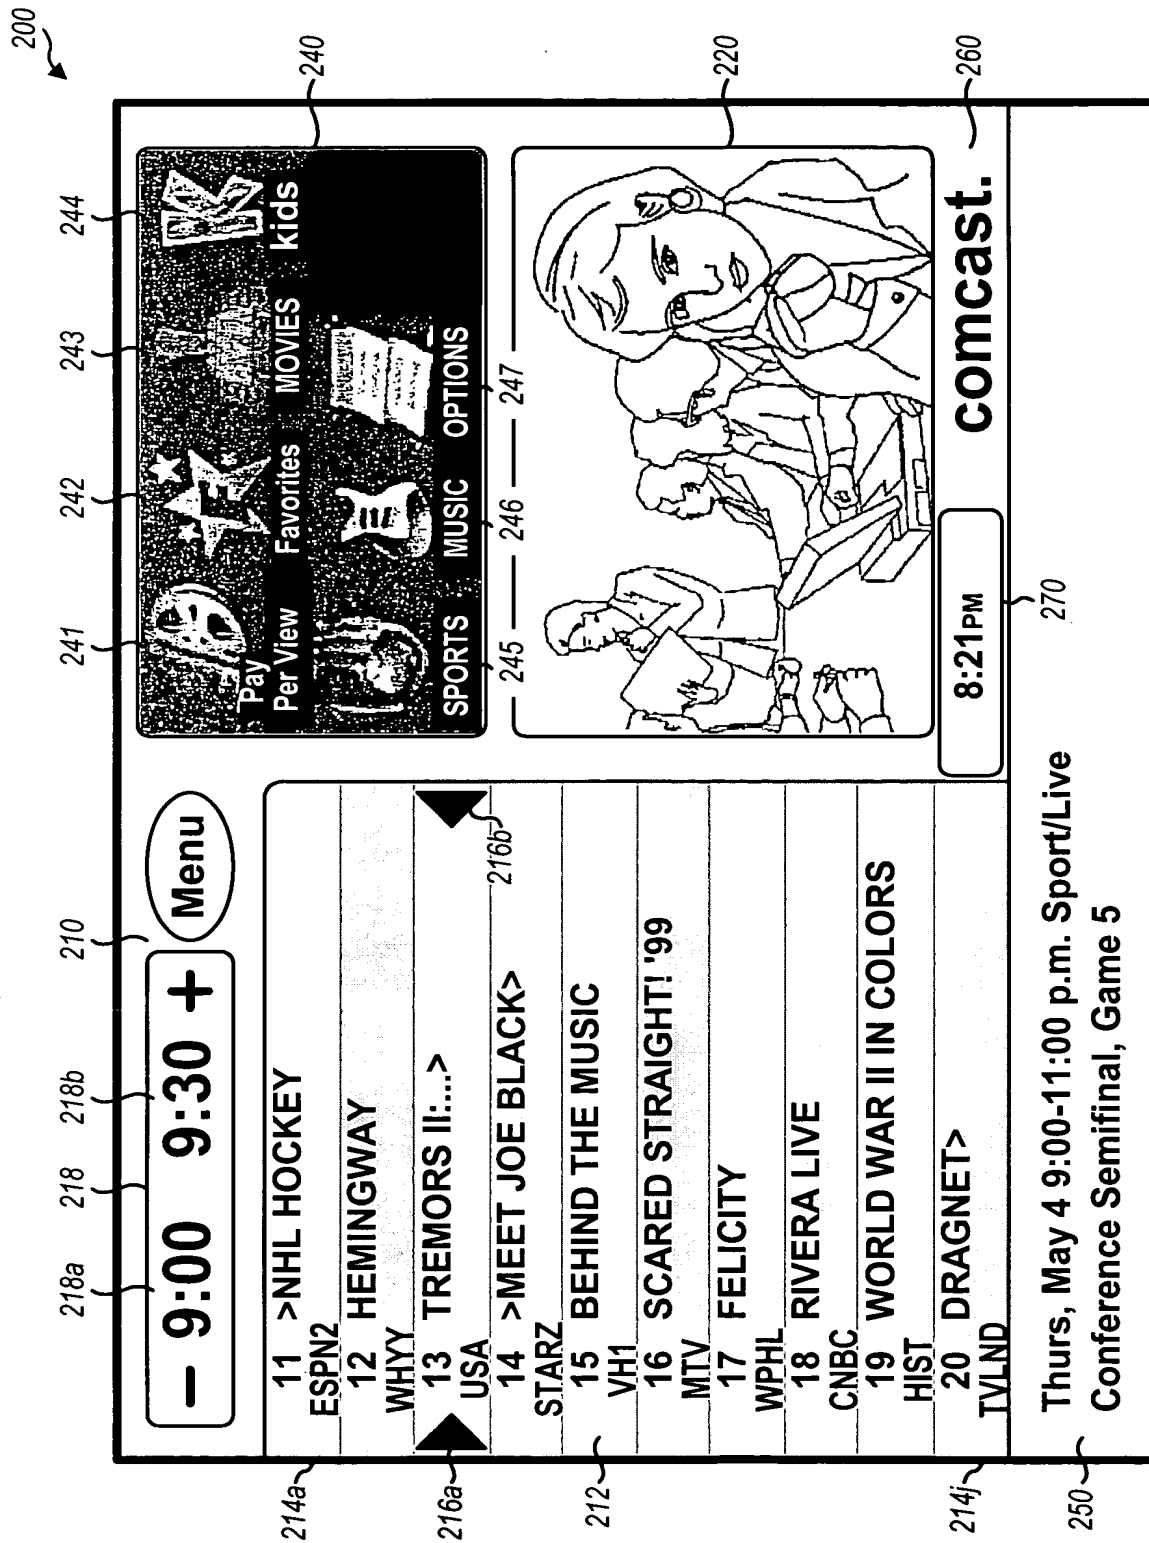 200
218a
218
218b
210
241
242
243
244
− 9:00 9:30 +
Menu
240
Pay
Per View
Favorites
MOVIES
kids
SPORTS
MUSIC
OPTIONS
245
246
247
214a
11 >NHL HOCKEY
ESPN2
12 HEMINGWAY
WHYY
216a
13 TREMORS II:...>
USA
216b
14 >MEET JOE BLACK>
STARZ
212
15 BEHIND THE MUSIC
VH1
16 SCARED STRAIGHT! '99
MTV
17 FELICITY
WPHL
18 RIVERA LIVE
CNBC
19 WORLD WAR II IN COLORS
HIST
214j
20 DRAGNET>
TVLND
220
8:21PM
270
comcast.
260
250
Thurs, May 4 9:00-11:00 p.m. Sport/Live
Conference Semifinal, Game 5